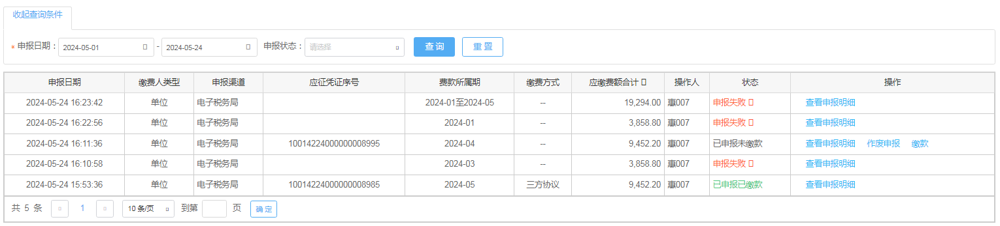 收起查询条件
* 申报日期： 2024-05-01 - 2024-05-24 申报状态： 请选择 查 询 重 置
申报日期 缴费人类型 申报渠道 应征凭证序号 费款所属期 缴费方式 应缴费额合计 操作人 状态 操作
2024-05-24 16:23:42 单位 电子税务局 2024-01至2024-05 -- 19,294.00 惠007 申报失败 查看申报明细
2024-05-24 16:22:56 单位 电子税务局 2024-01 -- 3,858.80 惠007 申报失败 查看申报明细
2024-05-24 16:11:36 单位 电子税务局 10014224000000008995 2024-04 -- 9,452.20 惠007 已申报未缴款 查看申报明细 作废申报 缴款
2024-05-24 16:10:58 单位 电子税务局 2024-03 -- 3,858.80 惠007 申报失败 查看申报明细
2024-05-24 15:53:36 单位 电子税务局 10014224000000008985 2024-05 三方协议 9,452.20 惠007 已申报已缴款 查看申报明细
共 5 条 1 10 条/页 到第 页 确 定